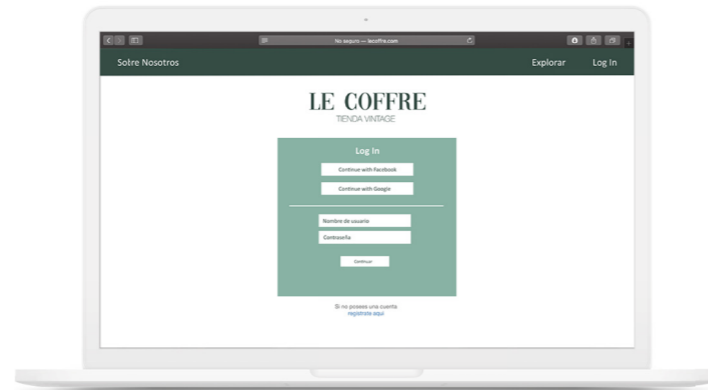 No seguro — lecoffre.com
Sobre Nosotros
Explorar
Log In
LE COFFRE
TIENDA VINTAGE
Log In
Continue with Facebook
Continue with Google
Nombre de usuario
Contraseña
Continuar
Si no posees una cuenta
regístrate aquí